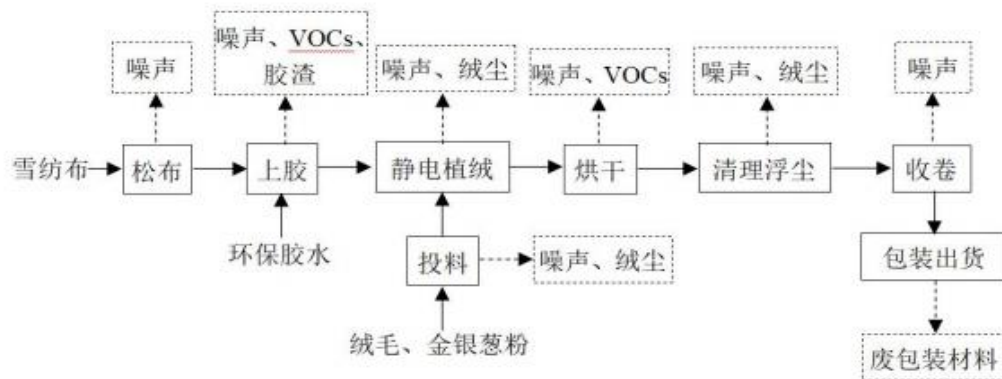 噪声
噪声、VOCs、
胶渣
噪声、绒尘
噪声、VOCs
噪声、绒尘
噪声
雪纺布
松布
上胶
静电植绒
烘干
清理浮尘
收卷
环保胶水
投料
噪声、绒尘
包装出货
绒毛、金银葱粉
废包装材料